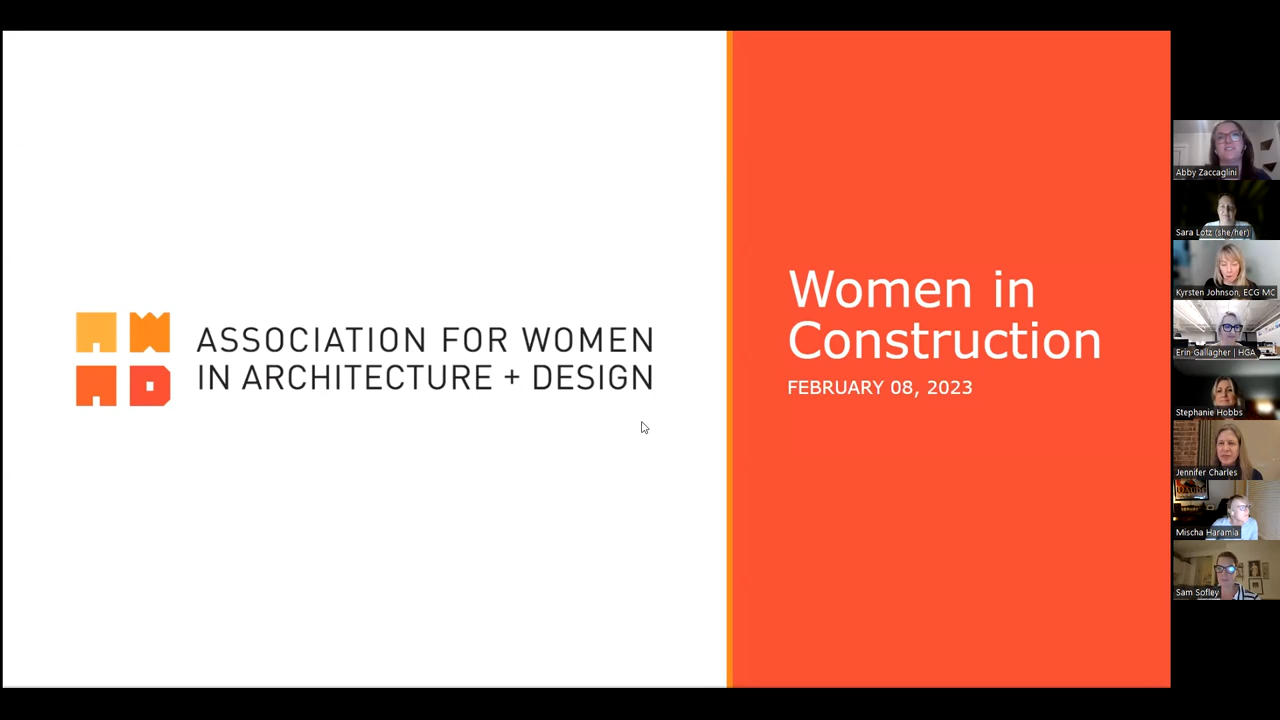 AWAD
ASSOCIATION FOR WOMEN
IN ARCHITECTURE + DESIGN
Women in
Construction
FEBRUARY 08, 2023
Abby Zaccaglini
Sara Lotz (she/her)
Kyrsten Johnson, ECG MC
Erin Gallagher | HGA
Stephanie Hobbs
Jennifer Charles
Mischa Haramia
Sam Sofley